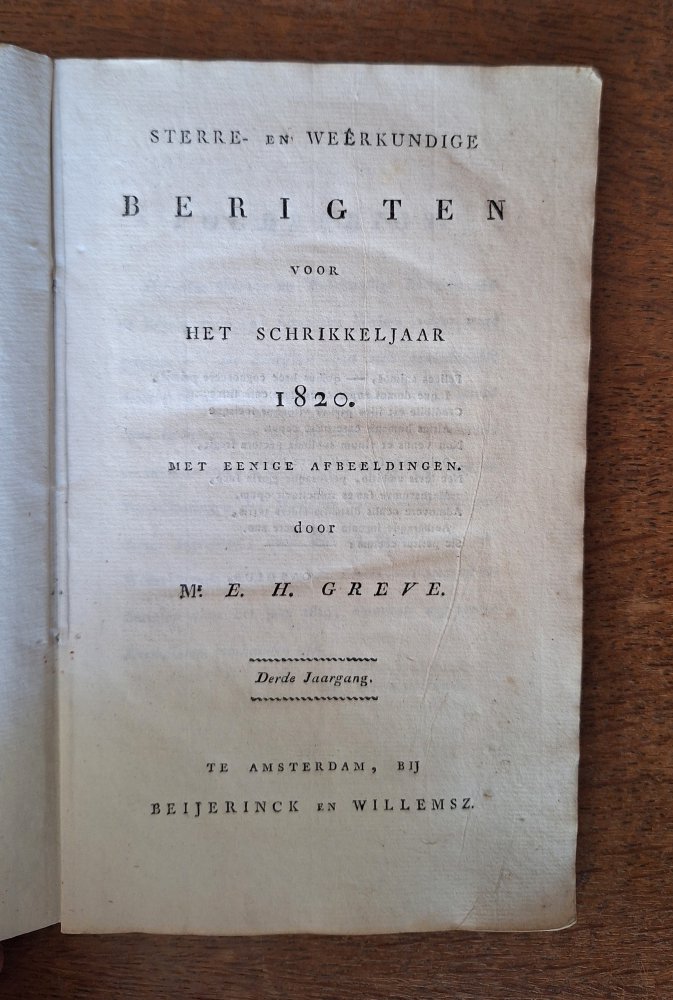 STERRE- EN WEÊRKUNDIGE
BERIGTEN
VOOR
HET SCHRIKKELJAAR
1820.
MET EENIGE AFBEELDINGEN.
door
Mr. E. H. GREVE.
Derde Jaargang.
TE AMSTERDAM, BIJ
BEIJERINCK EN WILLEMSZ.